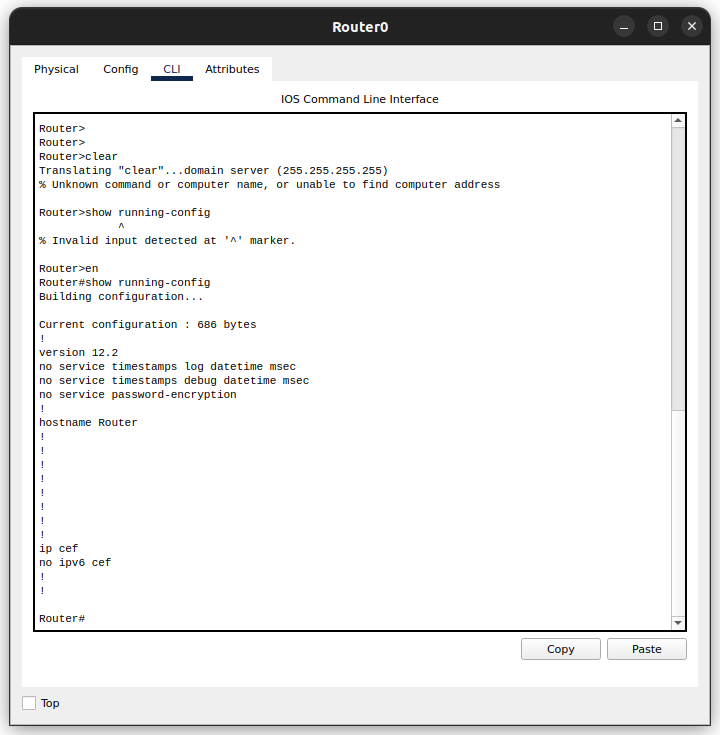 Router0
Physical Config CLI Attributes
IOS Command Line Interface
Router>
Router>
Router>clear
Translating "clear"...domain server (255.255.255.255)
% Unknown command or computer name, or unable to find computer address
Router>show running-config
^
% Invalid input detected at '^' marker.
Router>en
Router#show running-config
Building configuration...
Current configuration : 686 bytes
!
version 12.2
no service timestamps log datetime msec
no service timestamps debug datetime msec
no service password-encryption
!
hostname Router
!
!
!
!
!
!
!
!
ip cef
no ipv6 cef
!
!
Router#
Copy Paste
Top